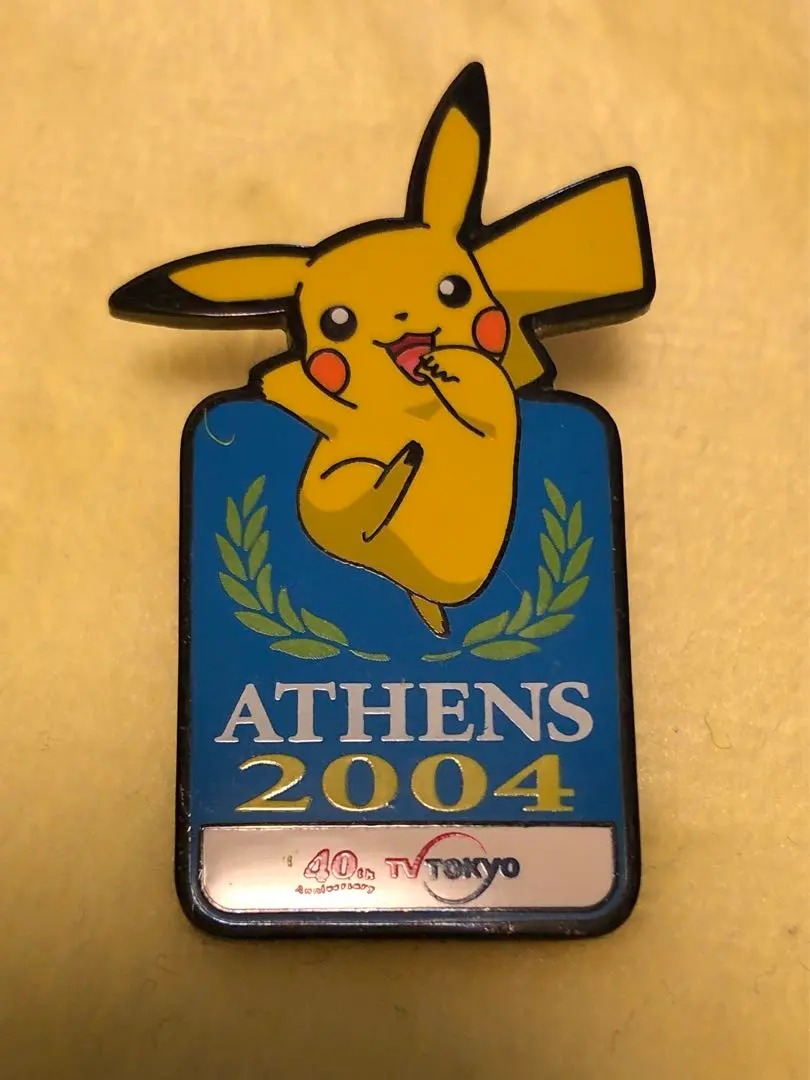 ATHENS
2004
40th TV TOKYO
Anniversary